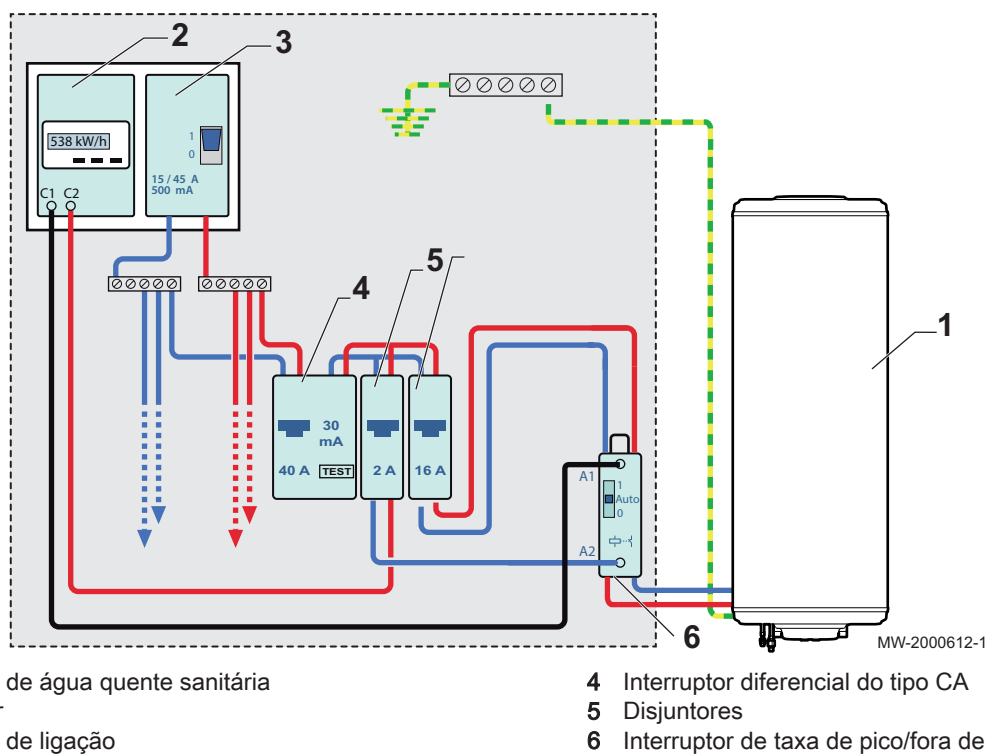 2
3
538 kW/h
1
0
15 / 45 A
500 mA
C1 C2
5
4
1
30
mA
40 A
TEST
2 A
16 A
A1
1
Auto
0
A2
6
MW-2000612-1
de água quente sanitária
de ligação
4 Interruptor diferencial do tipo CA
5 Disjuntores
6 Interruptor de taxa de pico/fora de